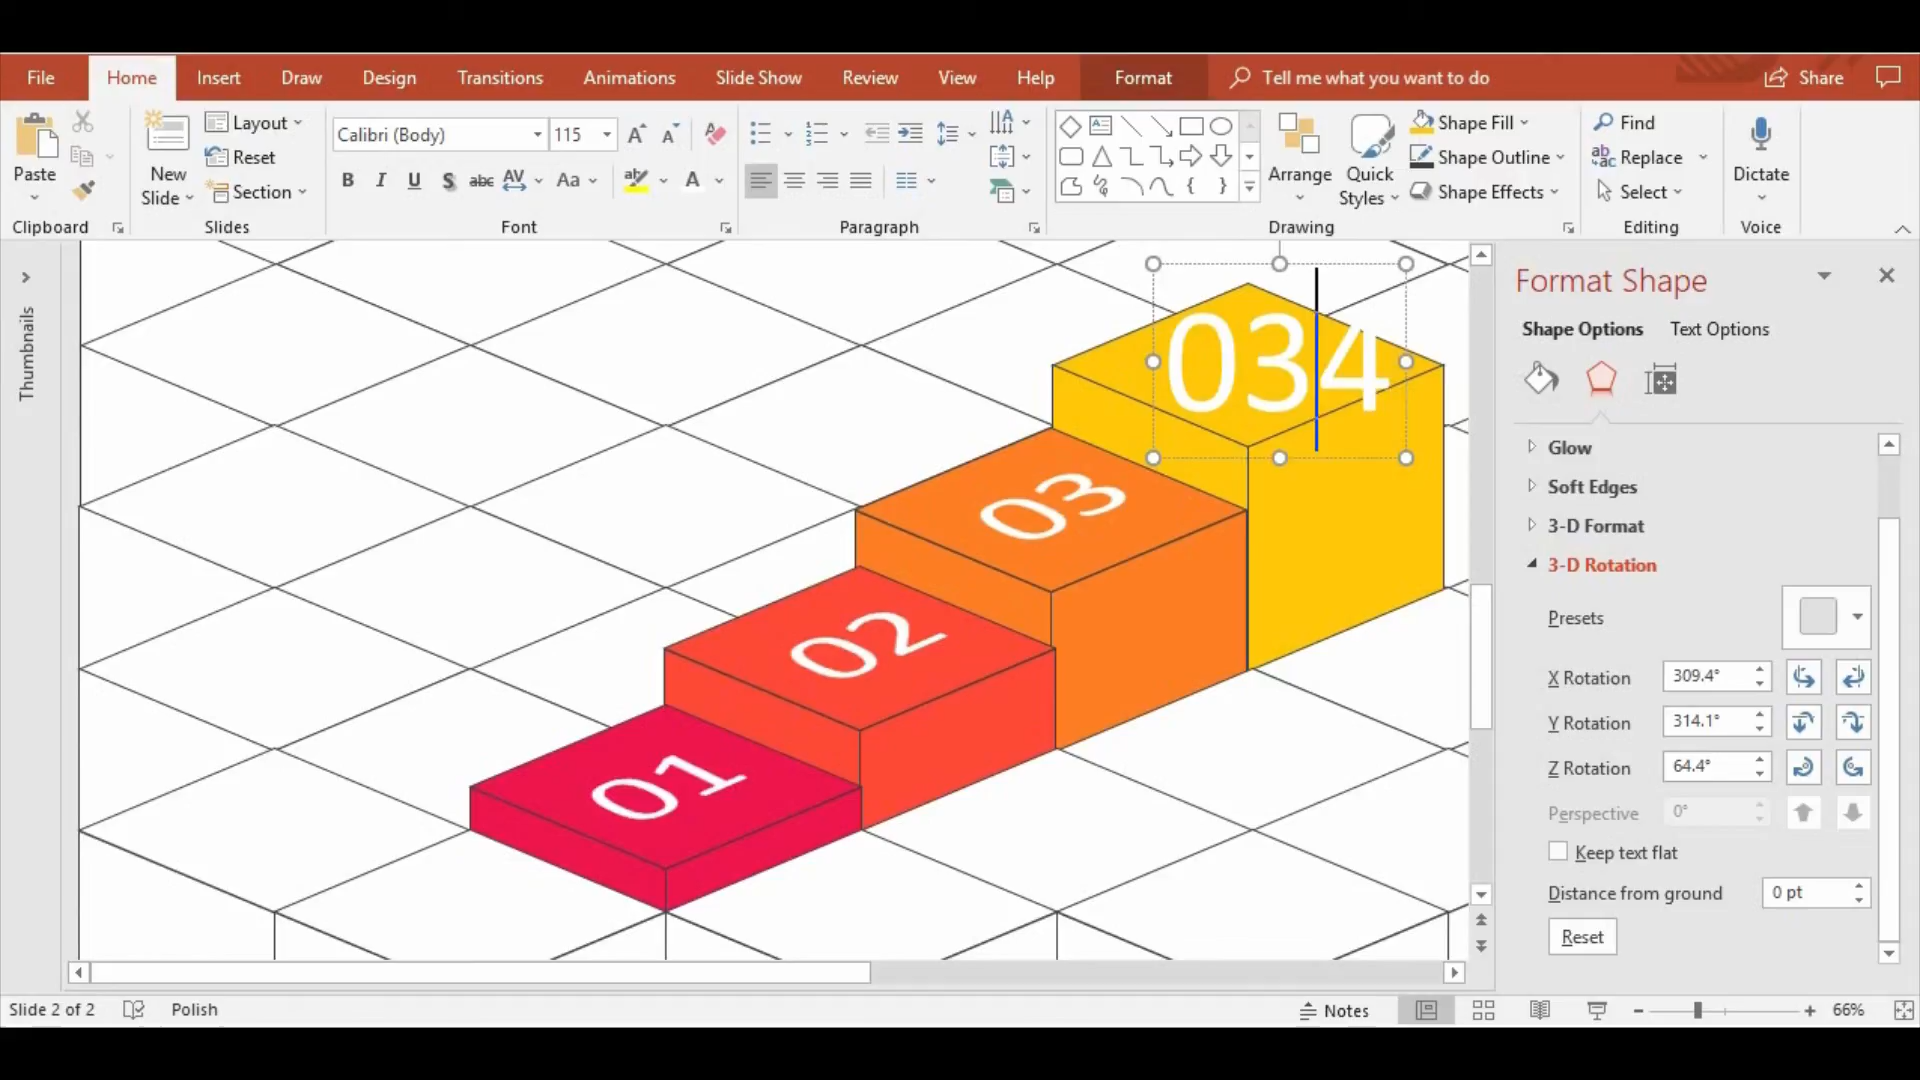 File Home Insert Draw Design Transitions Animations Slide Show Review View Help Format Tell me what you want to do Share
Paste
New Slide
Layout
Reset
Section
Calibri (Body) 115
B I U S abc AV Aa A
Arrange
Quick Styles
Shape Fill
Shape Outline
Shape Effects
Find
Replace
Select
Dictate
Clipboard Slides Font Paragraph Drawing Editing Voice
Thumbnails
034
03
02
01
Format Shape
Shape Options Text Options
Glow
Soft Edges
3-D Format
3-D Rotation
Presets
X Rotation 309.4°
Y Rotation 314.1°
Z Rotation 64.4°
Perspective 0°
Keep text flat
Distance from ground 0 pt
Reset
Slide 2 of 2 Polish Notes 66%